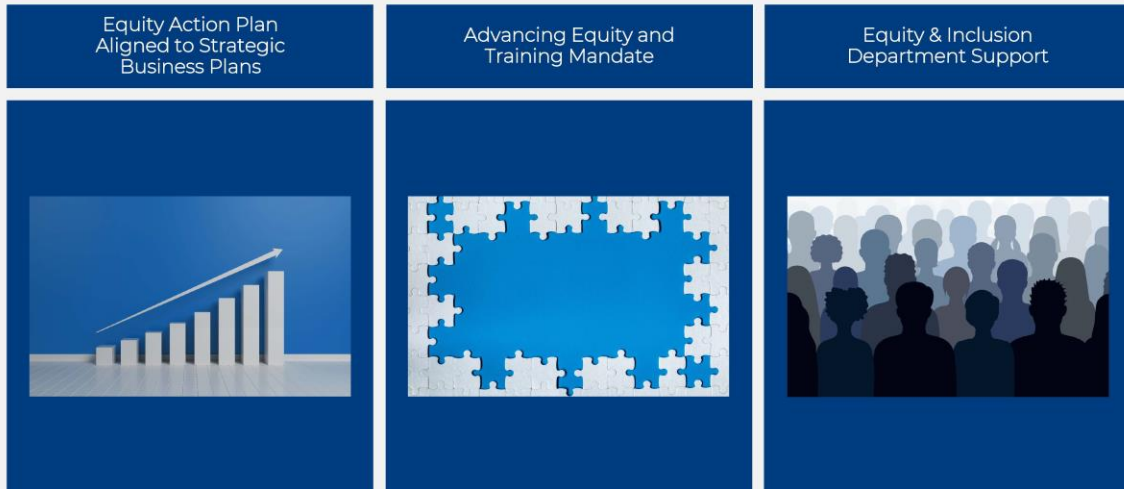 Equity Action Plan
Aligned to Strategic
Business Plans
Advancing Equity and
Training Mandate
Equity & Inclusion
Department Support